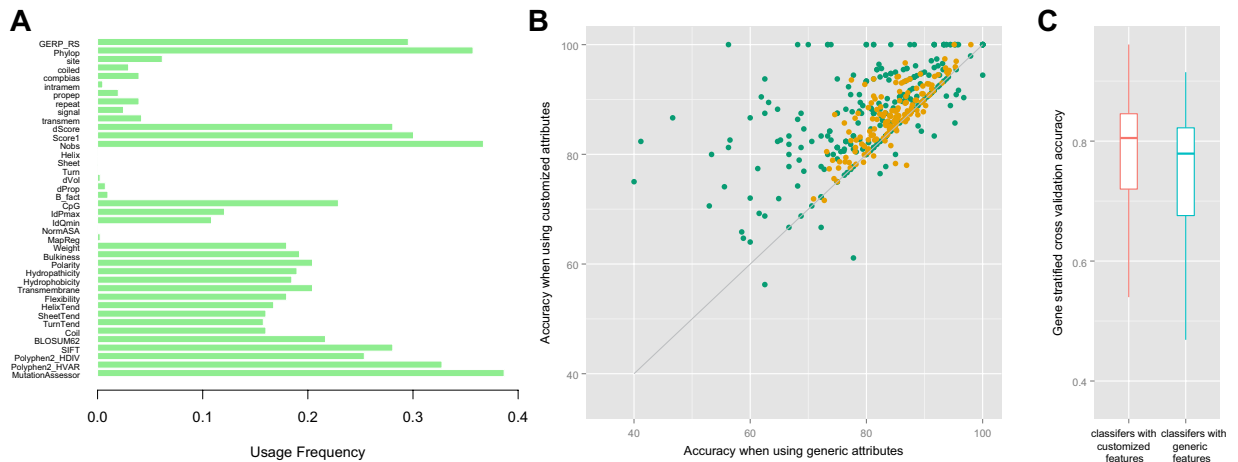 A
GERP_RS
Phylop
site
coiled
compbias
intramem
propep
repeat
signal
transmem
dScore
Score1
Nobs
Helix
Sheet
Turn
dVol
dProp
B_fact
CpG
IdPmax
IdQmin
NormASA
MapReg
Weight
Bulkiness
Polarity
Hydropathicity
Hydrophobicity
Transmembrane
Flexibility
HelixTend
SheetTend
TurnTend
Coil
BLOSUM62
SIFT
Polyphen2_HDIV
Polyphen2_HVAR
MutationAssessor
0.0
0.1
0.2
0.3
0.4
Usage Frequency
B
Accuracy when using customized attributes
100
80
60
40
40
60
80
100
Accuracy when using generic attributes
C
Gene stratified cross validation accuracy
0.8
0.6
0.4
classifers with
customized
features
classifers with
generic
features